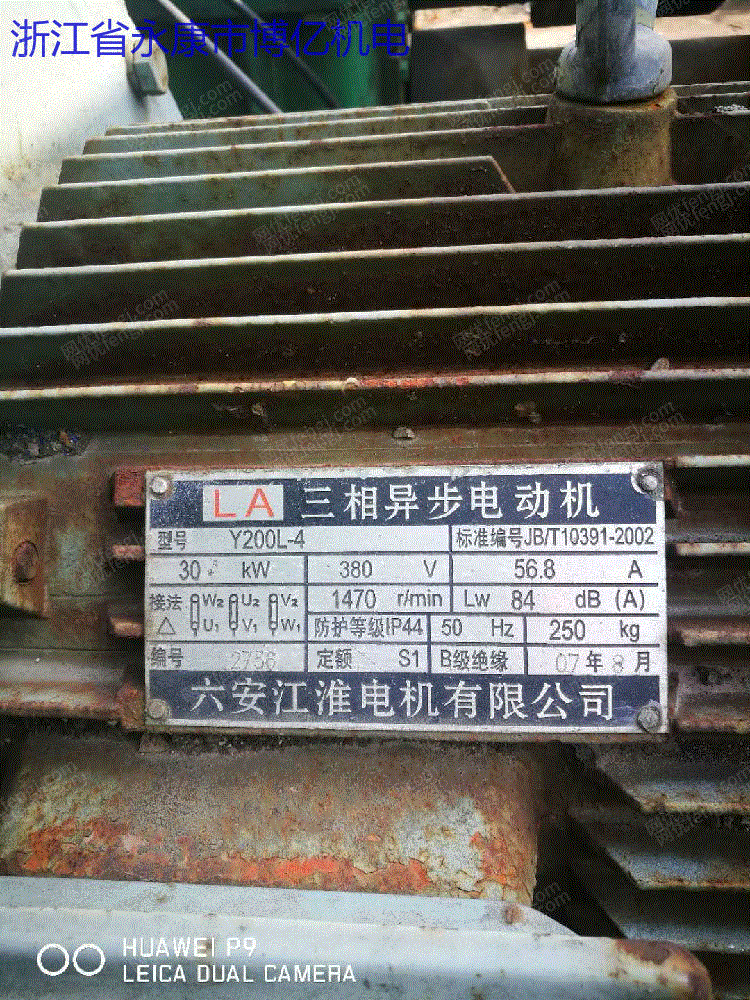 浙江省永康市博亿机电
LA 三相异步电动机
型号 Y200L-4 标准编号JB/T10391-2002
30 kW 380 V 56.8 A
接法 W2 U2 V2 1470 r/min Lw 84 dB (A)
△ U1 V1 W1 防护等级IP44 50 Hz 250 kg
编号 定额 S1 B级绝缘 07年8月
六安江淮电机有限公司
HUAWEI P9
LEICA DUAL CAMERA